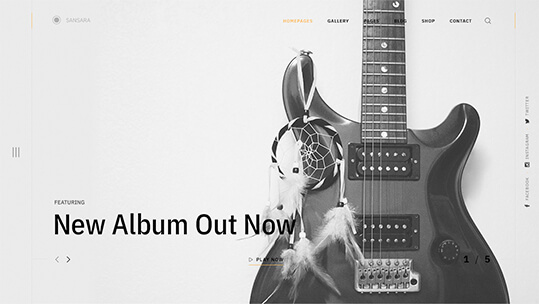 SANSARA
HOMEPAGES GALLERY PAGES BLOG SHOP CONTACT
TWITTER
INSTAGRAM
FACEBOOK
FEATURING
New Album Out Now
PLAY NOW
1 / 5